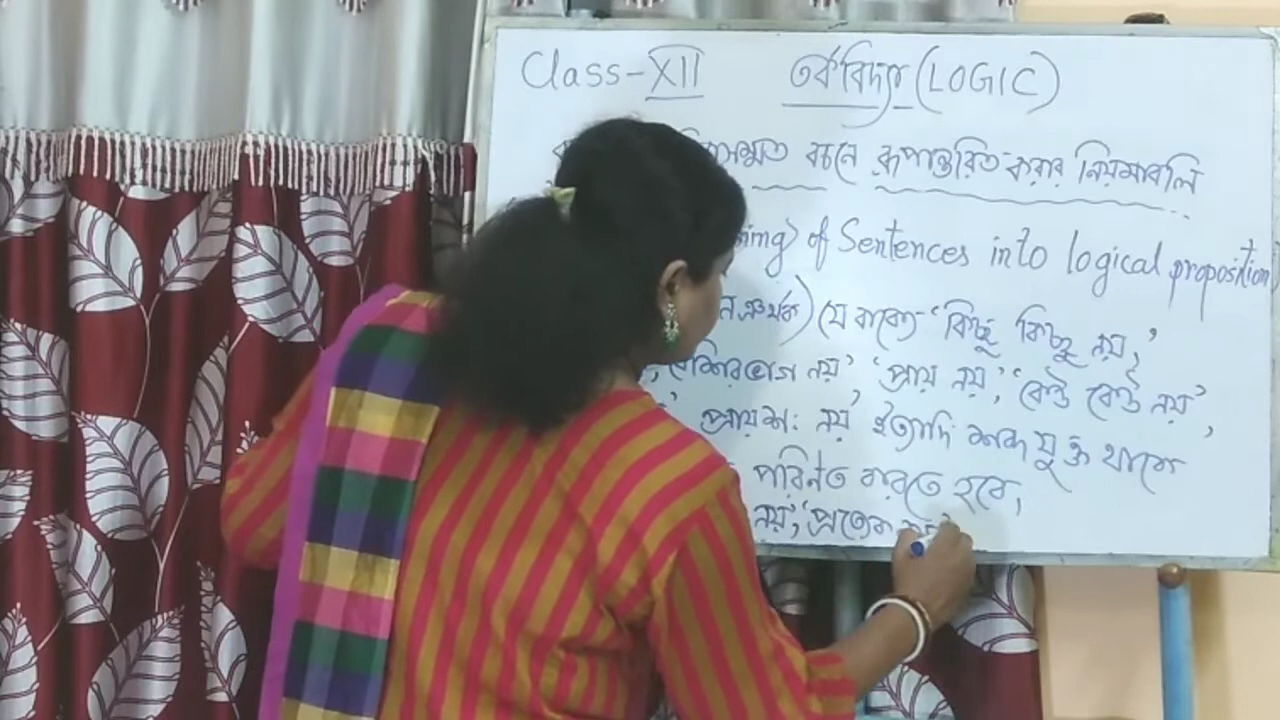 Class-XII তর্কবিদ্যা (LOGIC)
বচনে রূপান্তরিত করার নিয়মাবলি
of Sentences into logical proposition
যে বাক্যে 'কিছু কিছু নয়,'
বেশিরভাগ নয়', 'প্রায় নয়', 'কেউ কেউ নয়',
প্রায়শঃ নয়' ইত্যাদি শব্দ যুক্ত থাকে
পরিণত করতে হবে,
নয়', 'প্রত্যেক